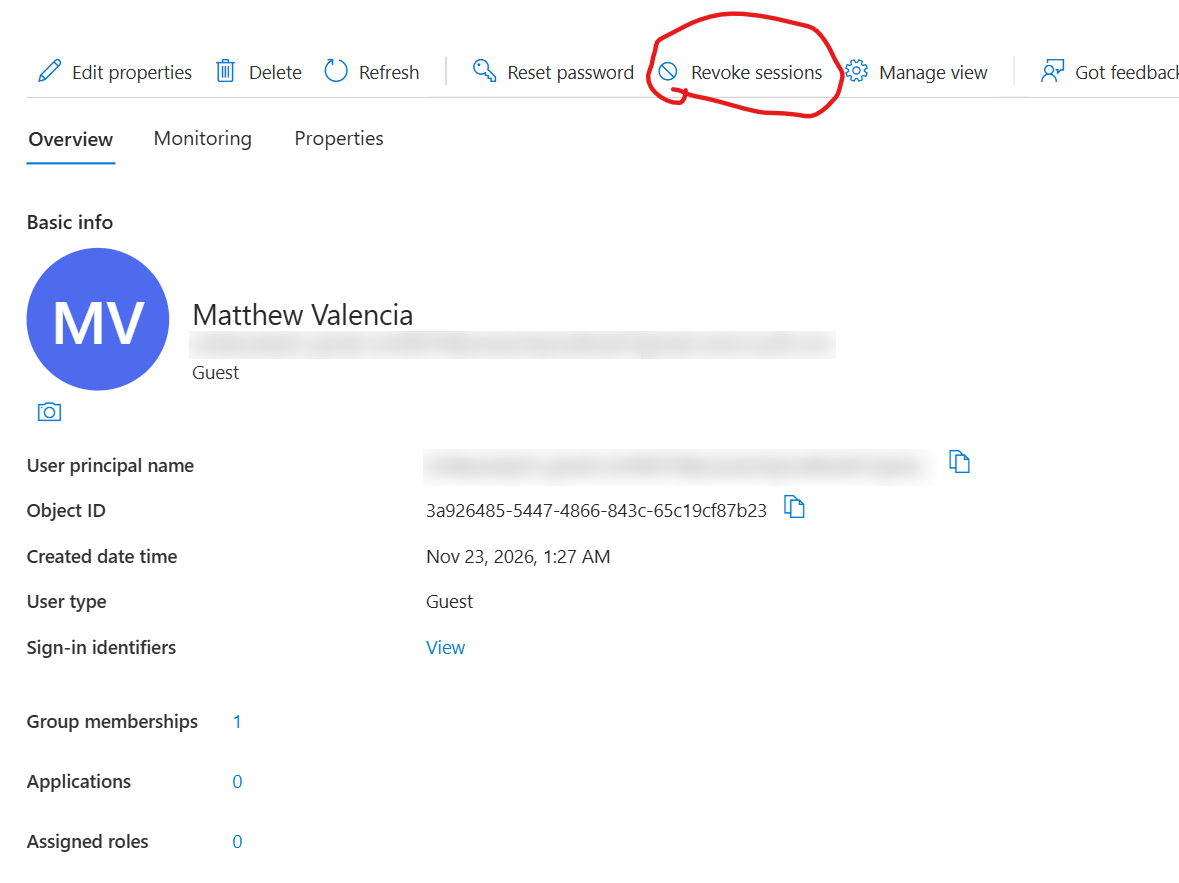 Edit properties Delete Refresh Reset password Revoke sessions Manage view Got feedback
Overview Monitoring Properties
Basic info
MV
Matthew Valencia
Guest
User principal name
Object ID 3a926485-5447-4866-843c-65c19cf87b23
Created date time Nov 23, 2026, 1:27 AM
User type Guest
Sign-in identifiers View
Group memberships 1
Applications 0
Assigned roles 0